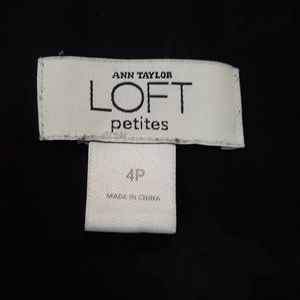 ANN TAYLOR
LOFT
petites
4P
MADE IN CHINA